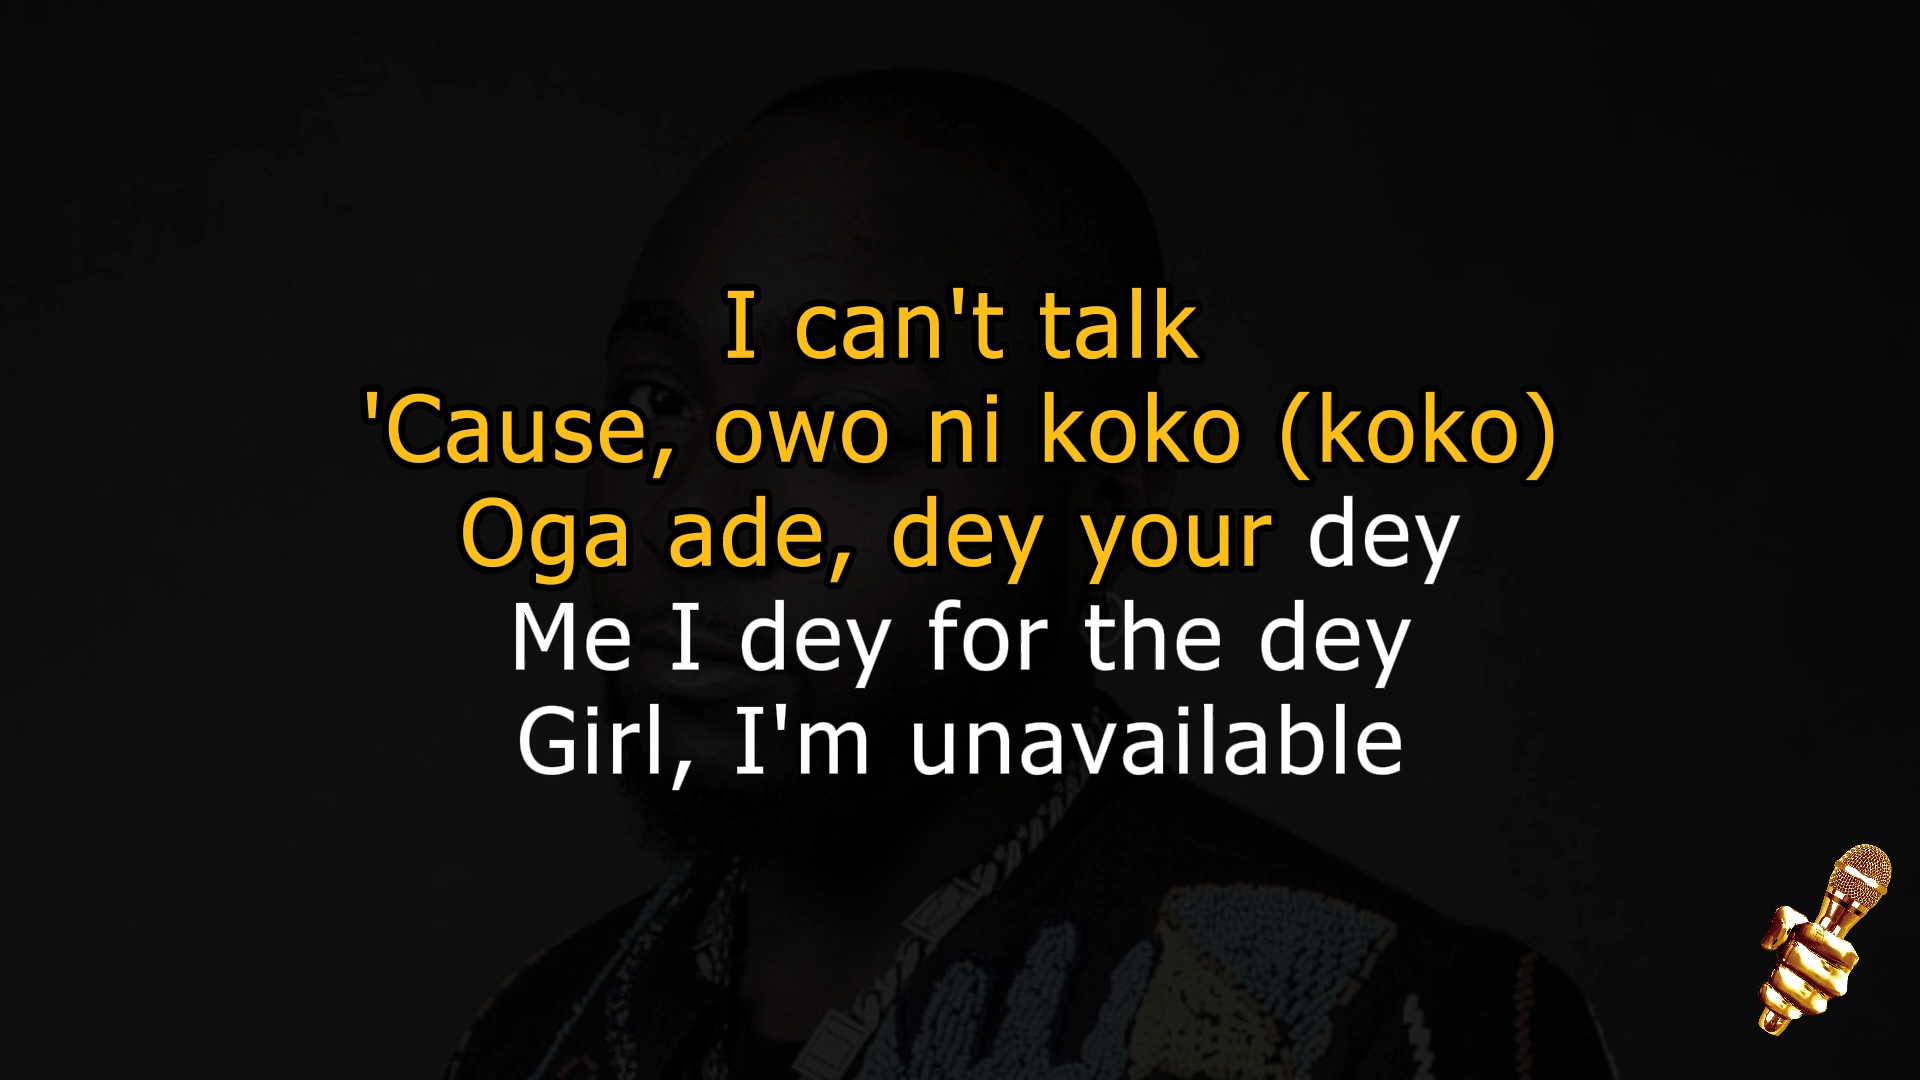 I can't talk
'Cause, owo ni koko (koko)
Oga ade, dey your dey
Me I dey for the dey
Girl, I'm unavailable